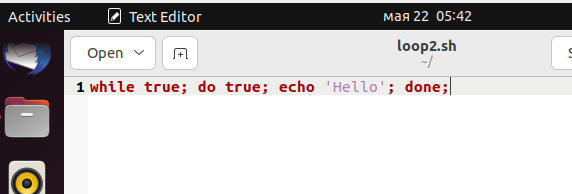 Activities Text Editor мая 22 05:42
Open loop2.sh
~/
1 while true; do true; echo 'Hello'; done;